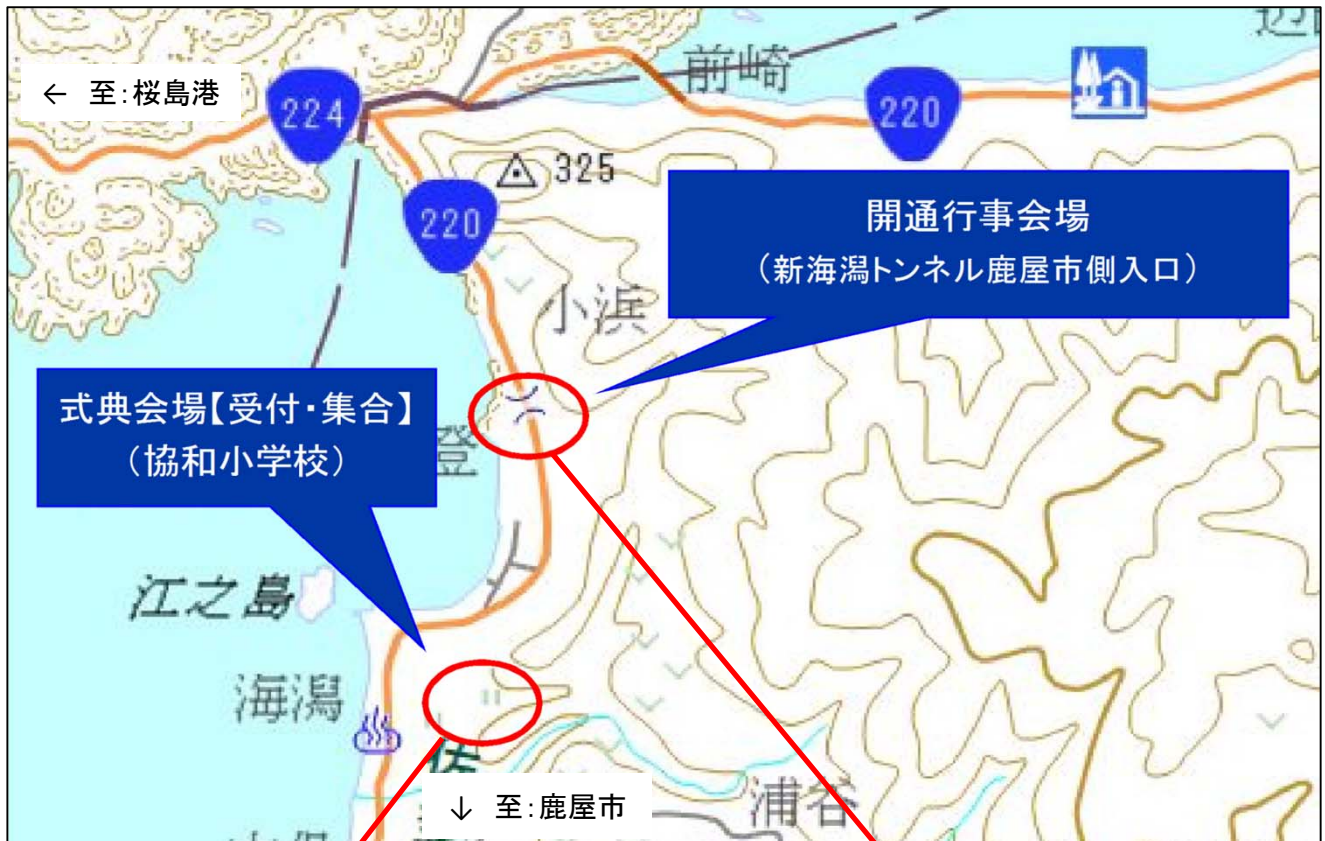 前崎
← 至:桜島港
224
220
325
220
開通行事会場
（新海潟トンネル鹿屋市側入口）
小浜
式典会場【受付・集合】
（協和小学校）
登
江之島
海潟
↓ 至:鹿屋市
浦谷